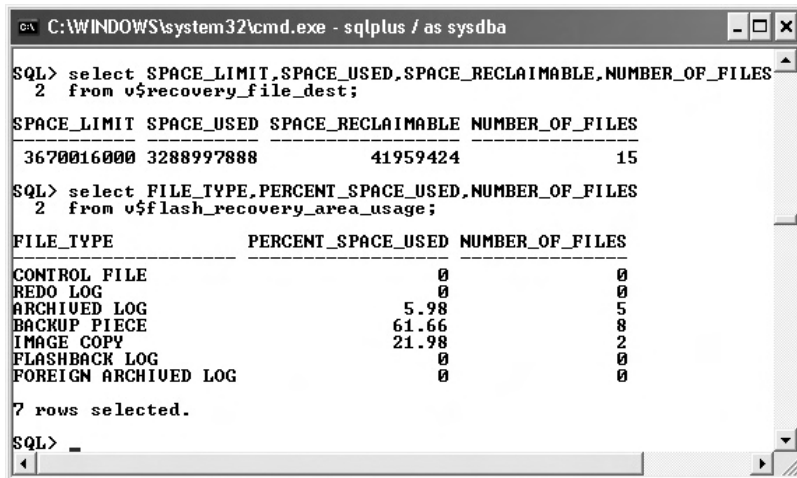 C:\WINDOWS\system32\cmd.exe - sqlplus / as sysdba
SQL> select SPACE_LIMIT,SPACE_USED,SPACE_RECLAIMABLE,NUMBER_OF_FILES
  2  from v$recovery_file_dest;
SPACE_LIMIT SPACE_USED SPACE_RECLAIMABLE NUMBER_OF_FILES
----------- ---------- ----------------- ---------------
 3670016000 3288997888          41959424              15
SQL> select FILE_TYPE,PERCENT_SPACE_USED,NUMBER_OF_FILES
  2  from v$flash_recovery_area_usage;
FILE_TYPE            PERCENT_SPACE_USED NUMBER_OF_FILES
-------------------- ------------------ ---------------
CONTROL FILE                          0               0
REDO LOG                              0               0
ARCHIVED LOG                       5.98               5
BACKUP PIECE                      61.66               8
IMAGE COPY                        21.98               2
FLASHBACK LOG                         0               0
FOREIGN ARCHIVED LOG                  0               0
7 rows selected.
SQL> _